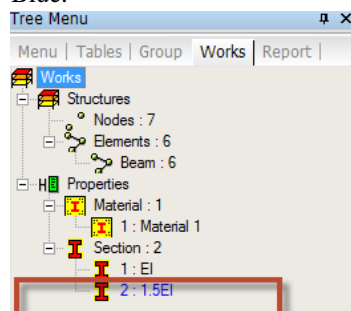 Blue.
Tree Menu
Menu | Tables | Group Works Report |
Works
Structures
Nodes : 7
Elements : 6
Beam : 6
Properties
Material : 1
1 : Material 1
Section : 2
1 : EI
2 : 1.5EI